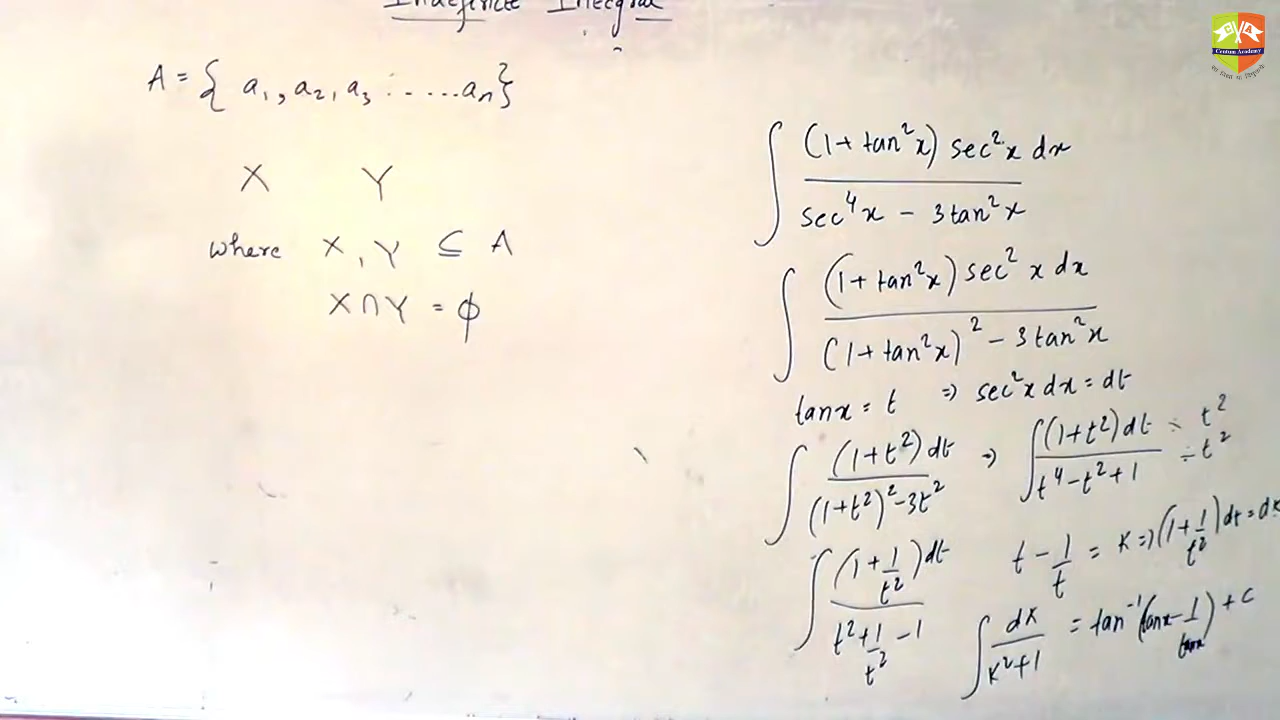 Indefinite Integral
A = { a₁, a₂, a₃ ⋮ ..... aₙ}
X Y
where X, Y ⊆ A
X ∩ Y = ϕ
∫ (1 + tan²x) sec²x dx / (sec⁴x − 3tan²x)
∫ (1 + tan²x) sec²x dx / ((1 + tan²x)² − 3tan²x)
tanx = t ⇒ sec²x dx = dt
∫ (1 + t²) dt / ((1 + t²)² − 3t²) ⇒ ∫ (1 + t²) dt / (t⁴ − t² + 1) ÷ t² ÷ t²
∫ (1 + 1/t²) dt / (t² + 1/t² − 1) t − 1/t = K ⇒ (1 + 1/t²) dt = dK
∫ dK / (K² + 1) = tan⁻¹(tanx − 1/tanx) + C
Centum Academy